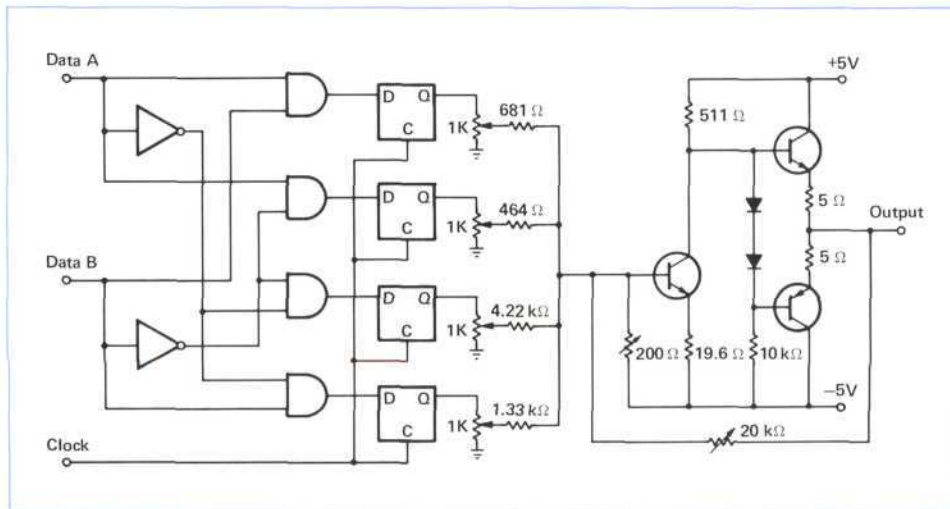 Data A
+5V
D Q
681 Ω
511 Ω
C
1K
D Q
464 Ω
5 Ω
Output
C
1K
Data B
5 Ω
D Q
4.22 kΩ
C
1K
200 Ω
19.6 Ω
10 kΩ
D Q
1.33 kΩ
−5V
C
1K
20 kΩ
Clock